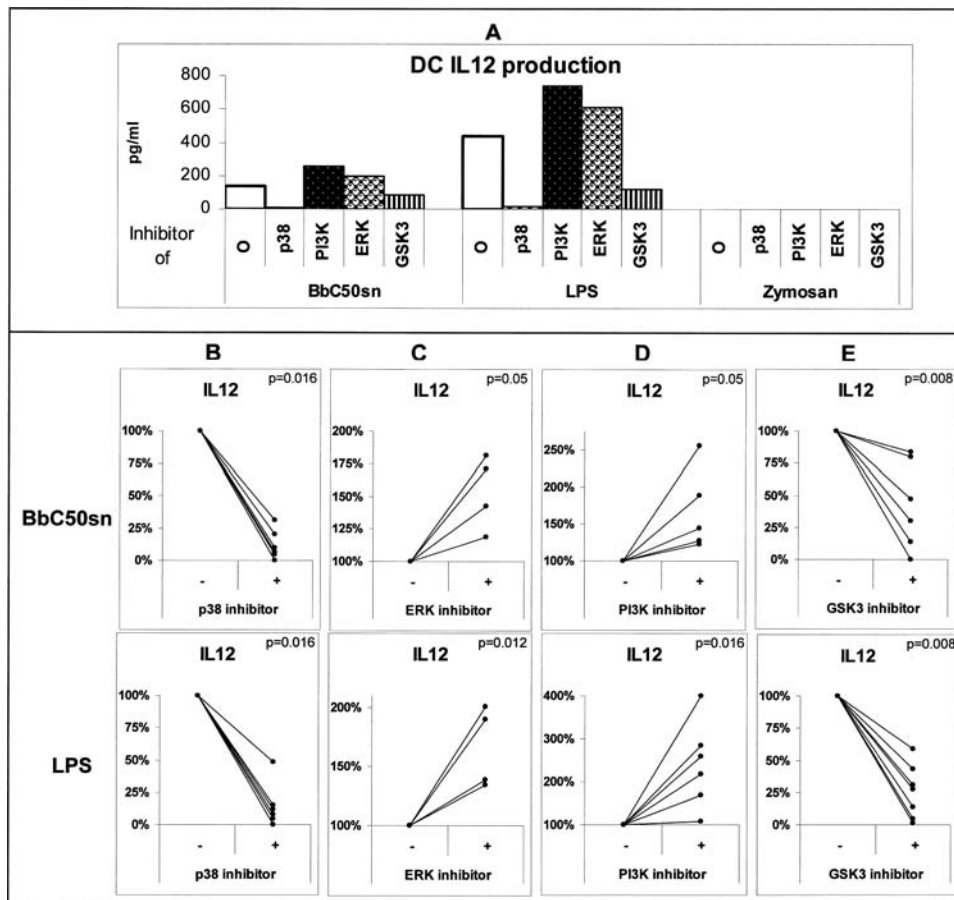 A
DC IL12 production
800
600
400
200
0
pg/ml
Inhibitor of
O p38 PI3K ERK GSK3 O p38 PI3K ERK GSK3 O p38 PI3K ERK GSK3
BbC50sn LPS Zymosan
B C D E
BbC50sn
p=0.016
IL12
100%
75%
50%
25%
0%
- +
p38 inhibitor
p=0.05
IL12
200%
175%
150%
125%
100%
- +
ERK inhibitor
p=0.05
IL12
250%
200%
150%
100%
- +
PI3K inhibitor
p=0.008
IL12
100%
75%
50%
25%
0%
- +
GSK3 inhibitor
LPS
p=0.016
IL12
100%
75%
50%
25%
0%
- +
p38 inhibitor
p=0.012
IL12
200%
150%
100%
- +
ERK inhibitor
p=0.016
IL12
400%
300%
200%
100%
- +
PI3K inhibitor
p=0.008
IL12
100%
75%
50%
25%
0%
- +
GSK3 inhibitor